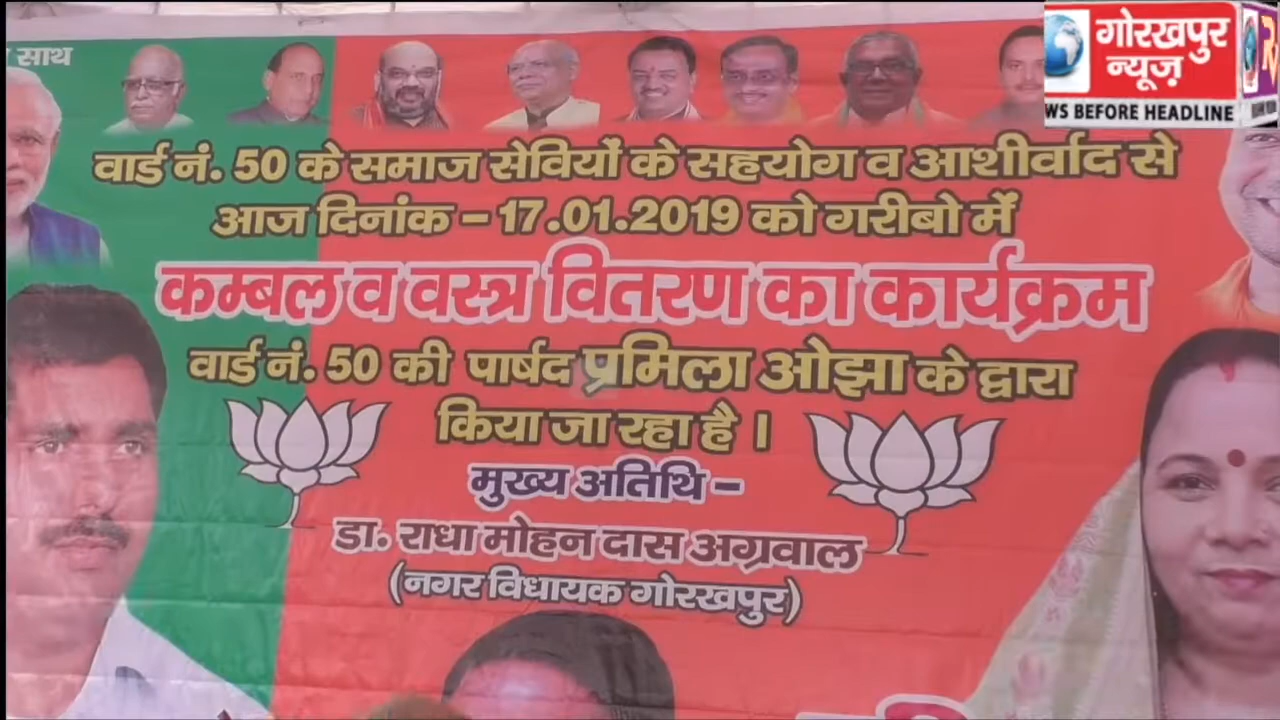 साथ
गोरखपुर
न्यूज़
WS BEFORE HEADLINE
वार्ड नं. 50 के समाज सेवियों के सहयोग व आशीर्वाद से
आज दिनांक – 17.01.2019 को गरीबो में
कम्बल व वस्त्र वितरण का कार्यक्रम
वार्ड नं. 50 की पार्षद प्रमिला ओझा के द्वारा
किया जा रहा है ।
मुख्य अतिथि –
डा. राधा मोहन दास अग्रवाल
(नगर विधायक गोरखपुर)